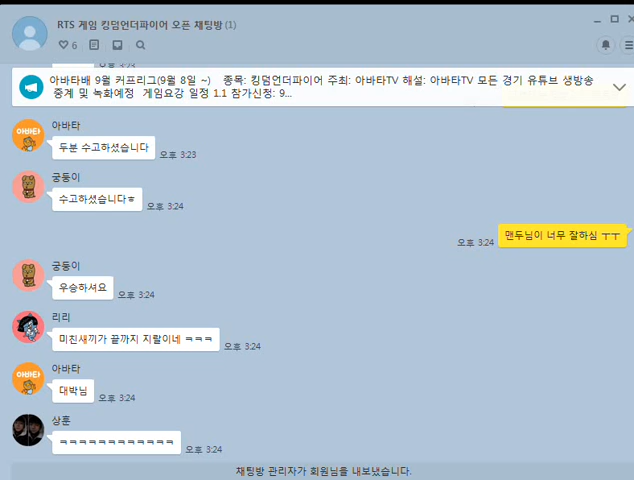 RTS 게임 킹덤언더파이어 오픈 채팅방 (1)
6
아바타배 9월 커프리그(9월 8일 ~) 종목: 킹덤언더파이어 주최: 아바타TV 해설: 아바타TV 모든 경기 유튜브 생방송
중계 및 녹화예정 게임요강 일정 1.1 참가신청: 9...
아바타
아바타
두분 수고하셨습니다
오후 3:23
궁둥이
수고하셨습니다ㅎ
오후 3:24
맨두님이 너무 잘하심 ㅜㅜ
오후 3:24
궁둥이
우승하셔요
오후 3:24
리리
미친새끼가 끝까지 지랄이네 ㅋㅋㅋ
오후 3:24
아바타
아바타
대박님
오후 3:24
상훈
ㅋㅋㅋㅋㅋㅋㅋㅋㅋㅋㅋㅋ
오후 3:24
채팅방 관리자가 회원님을 내보냈습니다.